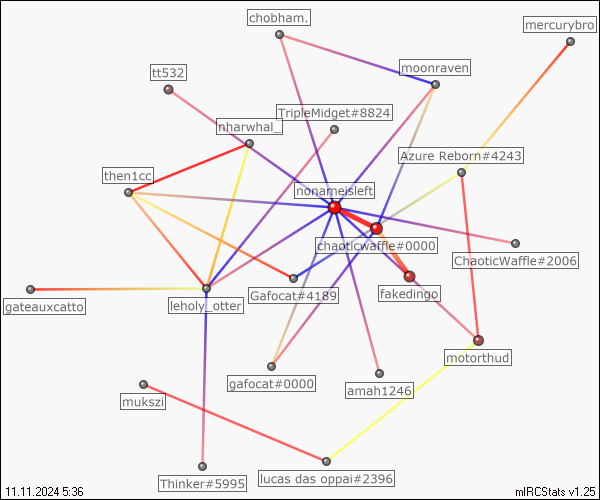 chobham.
mercurybro
moonraven
tt532
TripleMidget#8824
nharwhal_
Azure Reborn#4243
then1cc
nonameisleft
chaoticwaffle#0000
ChaoticWaffle#2006
Gafocat#4189
fakedingo
gateauxcatto
leholy_otter
motorthud
gafocat#0000
amah1246
mukszi
Thinker#5995
lucas das oppai#2396
11.11.2024 5:36
mIRCStats v1.25